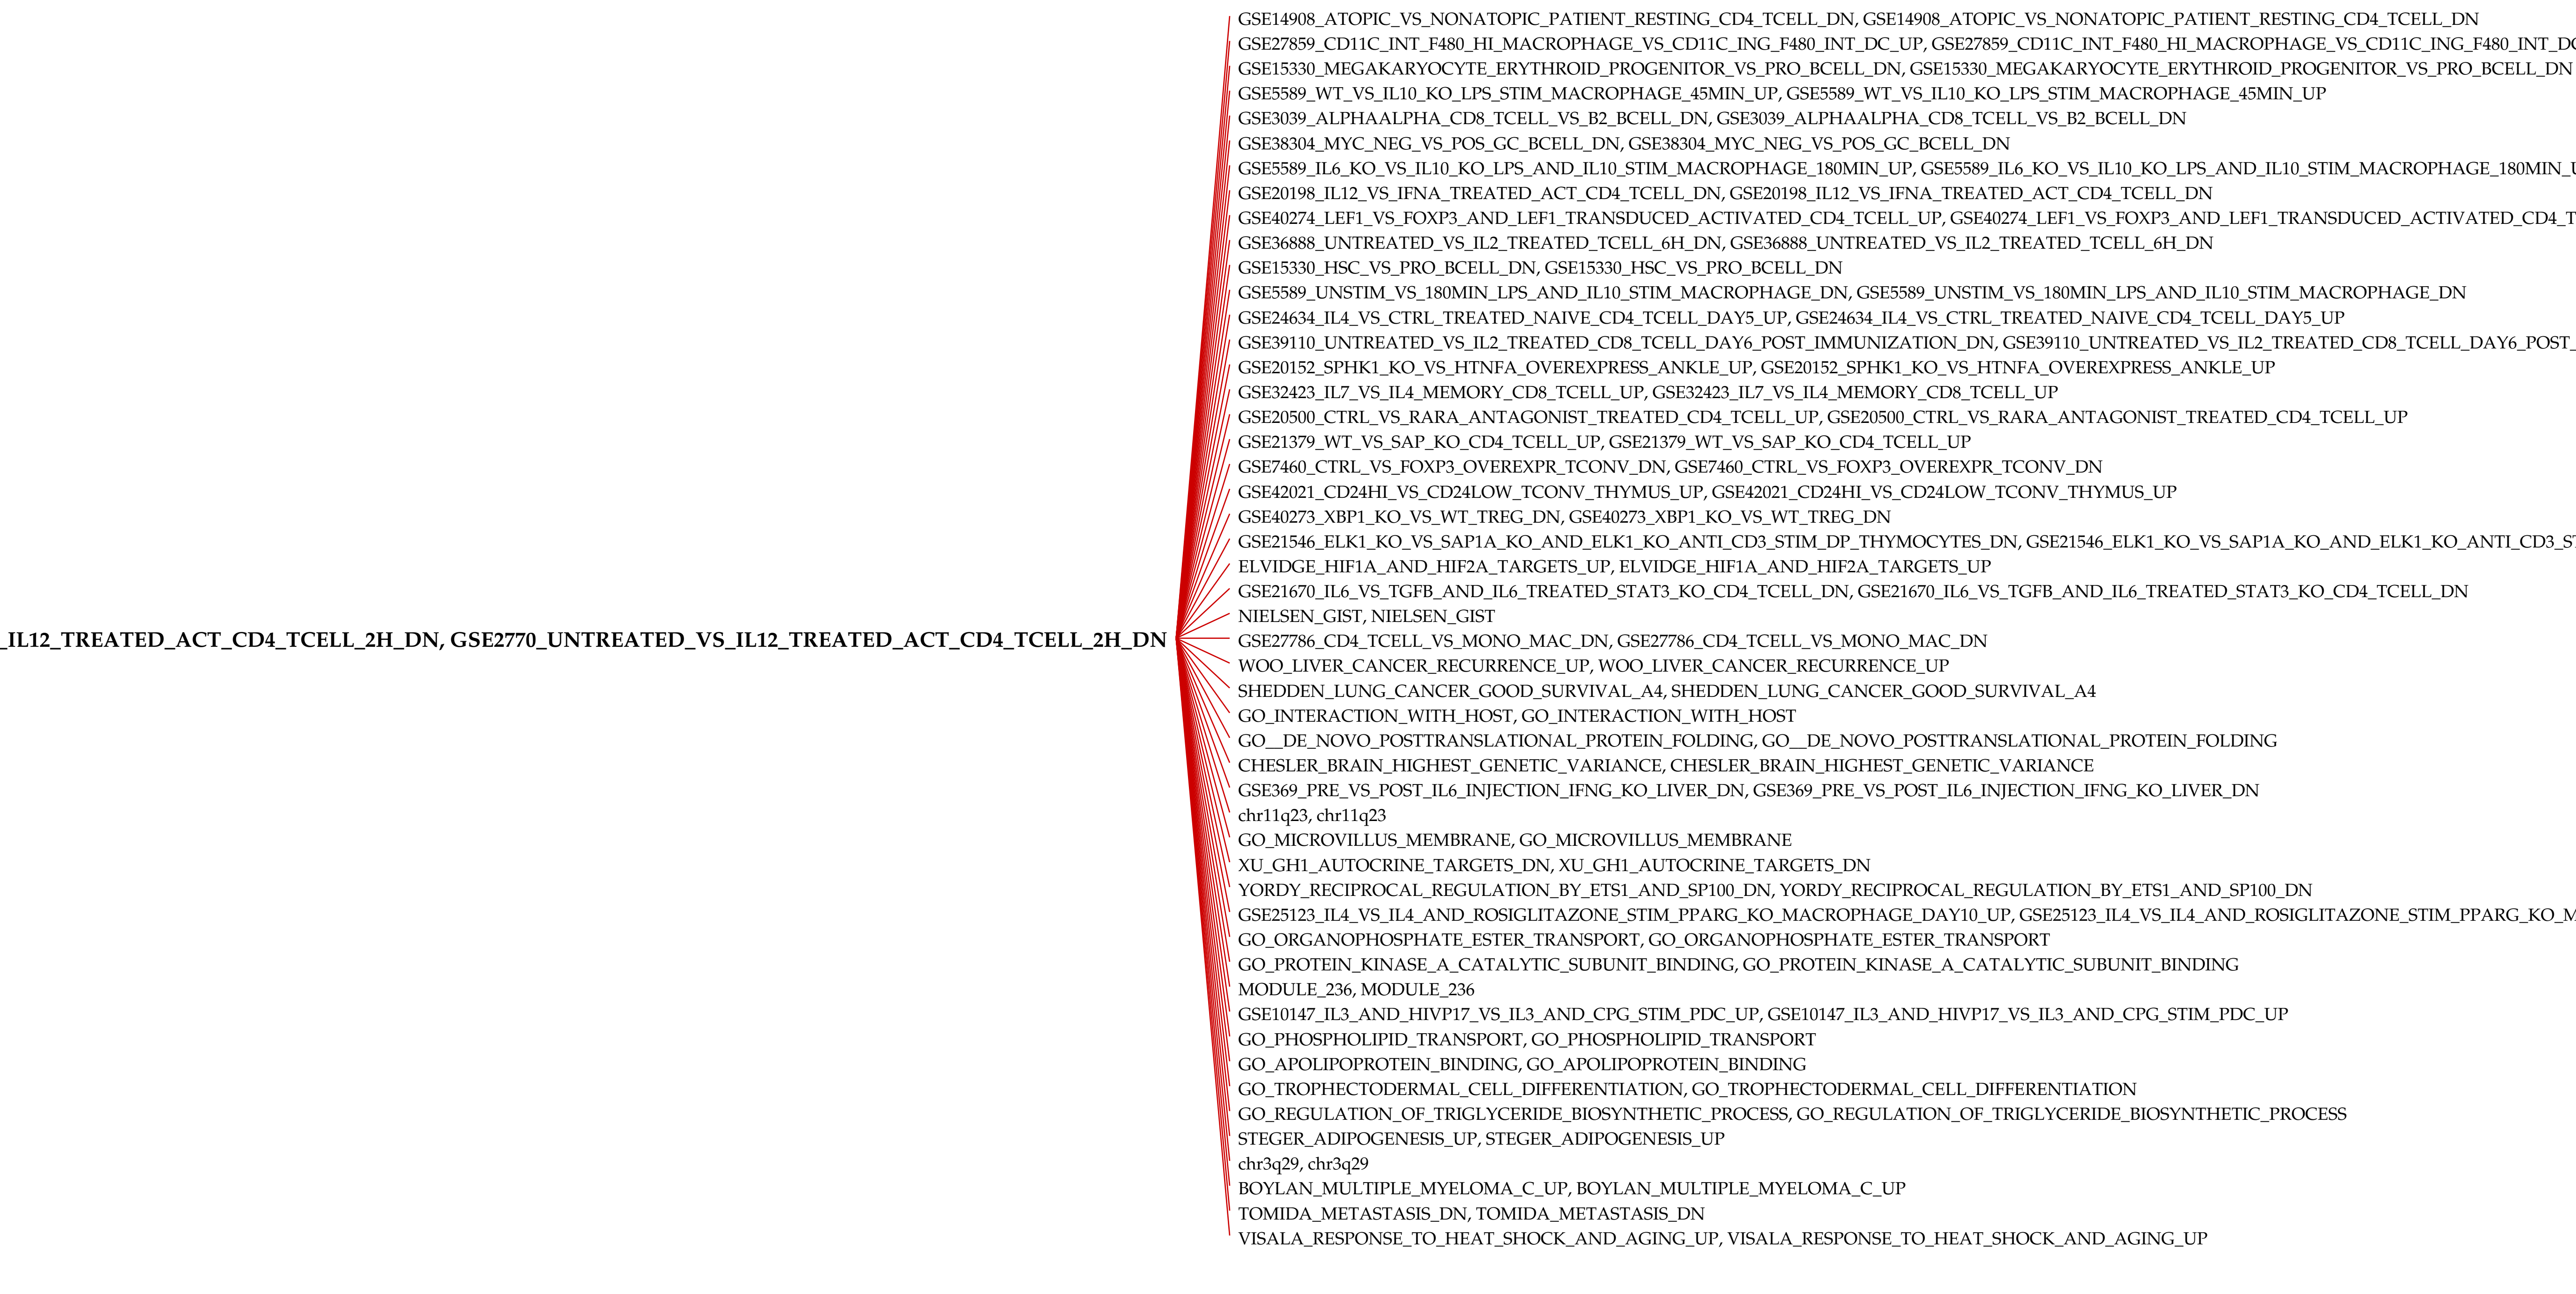 GSE14908_ATOPIC_VS_NONATOPIC_PATIENT_RESTING_CD4_TCELL_DN, GSE14908_ATOPIC_VS_NONATOPIC_PATIENT_RESTING_CD4_TCELL_DN
GSE27859_CD11C_INT_F480_HI_MACROPHAGE_VS_CD11C_ING_F480_INT_DC_UP, GSE27859_CD11C_INT_F480_HI_MACROPHAGE_VS_CD11C_ING_F480_INT_DC
GSE15330_MEGAKARYOCYTE_ERYTHROID_PROGENITOR_VS_PRO_BCELL_DN, GSE15330_MEGAKARYOCYTE_ERYTHROID_PROGENITOR_VS_PRO_BCELL_DN
GSE5589_WT_VS_IL10_KO_LPS_STIM_MACROPHAGE_45MIN_UP, GSE5589_WT_VS_IL10_KO_LPS_STIM_MACROPHAGE_45MIN_UP
GSE3039_ALPHAALPHA_CD8_TCELL_VS_B2_BCELL_DN, GSE3039_ALPHAALPHA_CD8_TCELL_VS_B2_BCELL_DN
GSE38304_MYC_NEG_VS_POS_GC_BCELL_DN, GSE38304_MYC_NEG_VS_POS_GC_BCELL_DN
GSE5589_IL6_KO_VS_IL10_KO_LPS_AND_IL10_STIM_MACROPHAGE_180MIN_UP, GSE5589_IL6_KO_VS_IL10_KO_LPS_AND_IL10_STIM_MACROPHAGE_180MIN_U
GSE20198_IL12_VS_IFNA_TREATED_ACT_CD4_TCELL_DN, GSE20198_IL12_VS_IFNA_TREATED_ACT_CD4_TCELL_DN
GSE40274_LEF1_VS_FOXP3_AND_LEF1_TRANSDUCED_ACTIVATED_CD4_TCELL_UP, GSE40274_LEF1_VS_FOXP3_AND_LEF1_TRANSDUCED_ACTIVATED_CD4_T
GSE36888_UNTREATED_VS_IL2_TREATED_TCELL_6H_DN, GSE36888_UNTREATED_VS_IL2_TREATED_TCELL_6H_DN
GSE15330_HSC_VS_PRO_BCELL_DN, GSE15330_HSC_VS_PRO_BCELL_DN
GSE5589_UNSTIM_VS_180MIN_LPS_AND_IL10_STIM_MACROPHAGE_DN, GSE5589_UNSTIM_VS_180MIN_LPS_AND_IL10_STIM_MACROPHAGE_DN
GSE24634_IL4_VS_CTRL_TREATED_NAIVE_CD4_TCELL_DAY5_UP, GSE24634_IL4_VS_CTRL_TREATED_NAIVE_CD4_TCELL_DAY5_UP
GSE39110_UNTREATED_VS_IL2_TREATED_CD8_TCELL_DAY6_POST_IMMUNIZATION_DN, GSE39110_UNTREATED_VS_IL2_TREATED_CD8_TCELL_DAY6_POST_
GSE20152_SPHK1_KO_VS_HTNFA_OVEREXPRESS_ANKLE_UP, GSE20152_SPHK1_KO_VS_HTNFA_OVEREXPRESS_ANKLE_UP
GSE32423_IL7_VS_IL4_MEMORY_CD8_TCELL_UP, GSE32423_IL7_VS_IL4_MEMORY_CD8_TCELL_UP
GSE20500_CTRL_VS_RARA_ANTAGONIST_TREATED_CD4_TCELL_UP, GSE20500_CTRL_VS_RARA_ANTAGONIST_TREATED_CD4_TCELL_UP
GSE21379_WT_VS_SAP_KO_CD4_TCELL_UP, GSE21379_WT_VS_SAP_KO_CD4_TCELL_UP
GSE7460_CTRL_VS_FOXP3_OVEREXPR_TCONV_DN, GSE7460_CTRL_VS_FOXP3_OVEREXPR_TCONV_DN
GSE42021_CD24HI_VS_CD24LOW_TCONV_THYMUS_UP, GSE42021_CD24HI_VS_CD24LOW_TCONV_THYMUS_UP
GSE40273_XBP1_KO_VS_WT_TREG_DN, GSE40273_XBP1_KO_VS_WT_TREG_DN
GSE21546_ELK1_KO_VS_SAP1A_KO_AND_ELK1_KO_ANTI_CD3_STIM_DP_THYMOCYTES_DN, GSE21546_ELK1_KO_VS_SAP1A_KO_AND_ELK1_KO_ANTI_CD3_ST
ELVIDGE_HIF1A_AND_HIF2A_TARGETS_UP, ELVIDGE_HIF1A_AND_HIF2A_TARGETS_UP
GSE21670_IL6_VS_TGFB_AND_IL6_TREATED_STAT3_KO_CD4_TCELL_DN, GSE21670_IL6_VS_TGFB_AND_IL6_TREATED_STAT3_KO_CD4_TCELL_DN
NIELSEN_GIST, NIELSEN_GIST
_IL12_TREATED_ACT_CD4_TCELL_2H_DN, GSE2770_UNTREATED_VS_IL12_TREATED_ACT_CD4_TCELL_2H_DN
GSE27786_CD4_TCELL_VS_MONO_MAC_DN, GSE27786_CD4_TCELL_VS_MONO_MAC_DN
WOO_LIVER_CANCER_RECURRENCE_UP, WOO_LIVER_CANCER_RECURRENCE_UP
SHEDDEN_LUNG_CANCER_GOOD_SURVIVAL_A4, SHEDDEN_LUNG_CANCER_GOOD_SURVIVAL_A4
GO_INTERACTION_WITH_HOST, GO_INTERACTION_WITH_HOST
GO__DE_NOVO_POSTTRANSLATIONAL_PROTEIN_FOLDING, GO__DE_NOVO_POSTTRANSLATIONAL_PROTEIN_FOLDING
CHESLER_BRAIN_HIGHEST_GENETIC_VARIANCE, CHESLER_BRAIN_HIGHEST_GENETIC_VARIANCE
GSE369_PRE_VS_POST_IL6_INJECTION_IFNG_KO_LIVER_DN, GSE369_PRE_VS_POST_IL6_INJECTION_IFNG_KO_LIVER_DN
chr11q23, chr11q23
GO_MICROVILLUS_MEMBRANE, GO_MICROVILLUS_MEMBRANE
XU_GH1_AUTOCRINE_TARGETS_DN, XU_GH1_AUTOCRINE_TARGETS_DN
YORDY_RECIPROCAL_REGULATION_BY_ETS1_AND_SP100_DN, YORDY_RECIPROCAL_REGULATION_BY_ETS1_AND_SP100_DN
GSE25123_IL4_VS_IL4_AND_ROSIGLITAZONE_STIM_PPARG_KO_MACROPHAGE_DAY10_UP, GSE25123_IL4_VS_IL4_AND_ROSIGLITAZONE_STIM_PPARG_KO_M
GO_ORGANOPHOSPHATE_ESTER_TRANSPORT, GO_ORGANOPHOSPHATE_ESTER_TRANSPORT
GO_PROTEIN_KINASE_A_CATALYTIC_SUBUNIT_BINDING, GO_PROTEIN_KINASE_A_CATALYTIC_SUBUNIT_BINDING
MODULE_236, MODULE_236
GSE10147_IL3_AND_HIVP17_VS_IL3_AND_CPG_STIM_PDC_UP, GSE10147_IL3_AND_HIVP17_VS_IL3_AND_CPG_STIM_PDC_UP
GO_PHOSPHOLIPID_TRANSPORT, GO_PHOSPHOLIPID_TRANSPORT
GO_APOLIPOPROTEIN_BINDING, GO_APOLIPOPROTEIN_BINDING
GO_TROPHECTODERMAL_CELL_DIFFERENTIATION, GO_TROPHECTODERMAL_CELL_DIFFERENTIATION
GO_REGULATION_OF_TRIGLYCERIDE_BIOSYNTHETIC_PROCESS, GO_REGULATION_OF_TRIGLYCERIDE_BIOSYNTHETIC_PROCESS
STEGER_ADIPOGENESIS_UP, STEGER_ADIPOGENESIS_UP
chr3q29, chr3q29
BOYLAN_MULTIPLE_MYELOMA_C_UP, BOYLAN_MULTIPLE_MYELOMA_C_UP
TOMIDA_METASTASIS_DN, TOMIDA_METASTASIS_DN
VISALA_RESPONSE_TO_HEAT_SHOCK_AND_AGING_UP, VISALA_RESPONSE_TO_HEAT_SHOCK_AND_AGING_UP